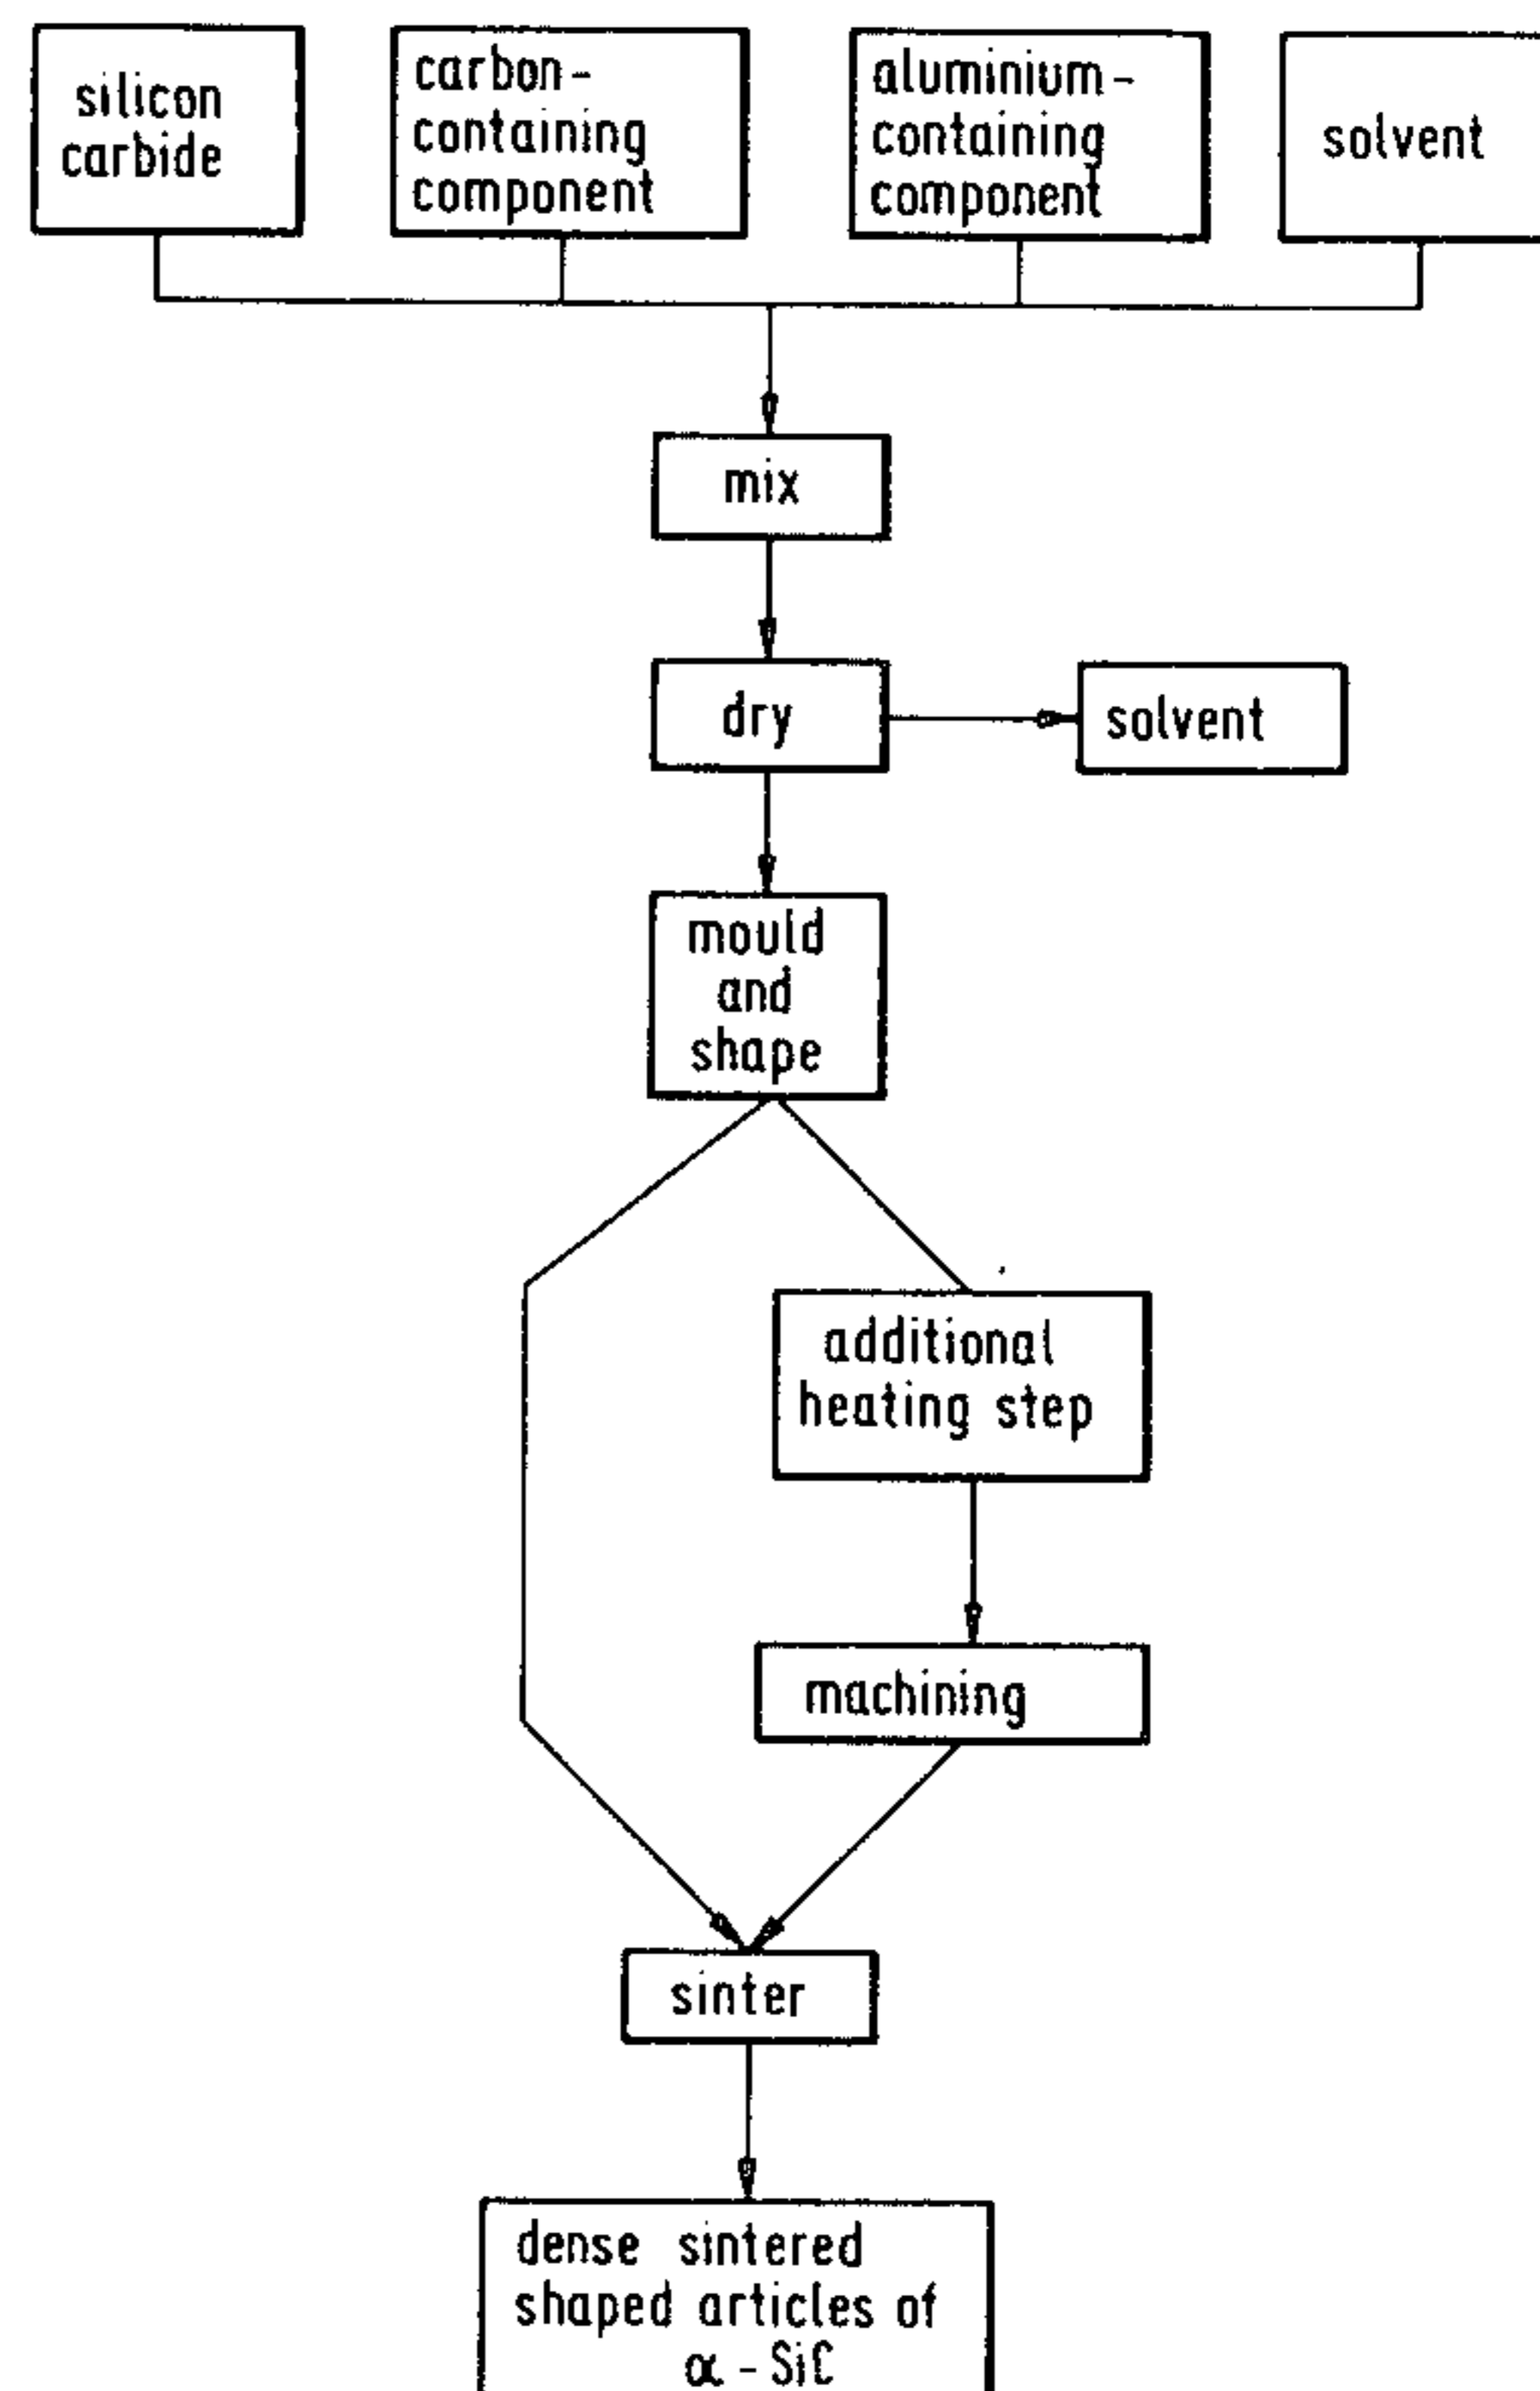 silicon
carbide
carbon-
containing
component
aluminium-
containing
component
solvent
mix
dry
solvent
mould
and
shape
additional
heating step
machining
sinter
dense sintered
shaped articles of
α - SiC